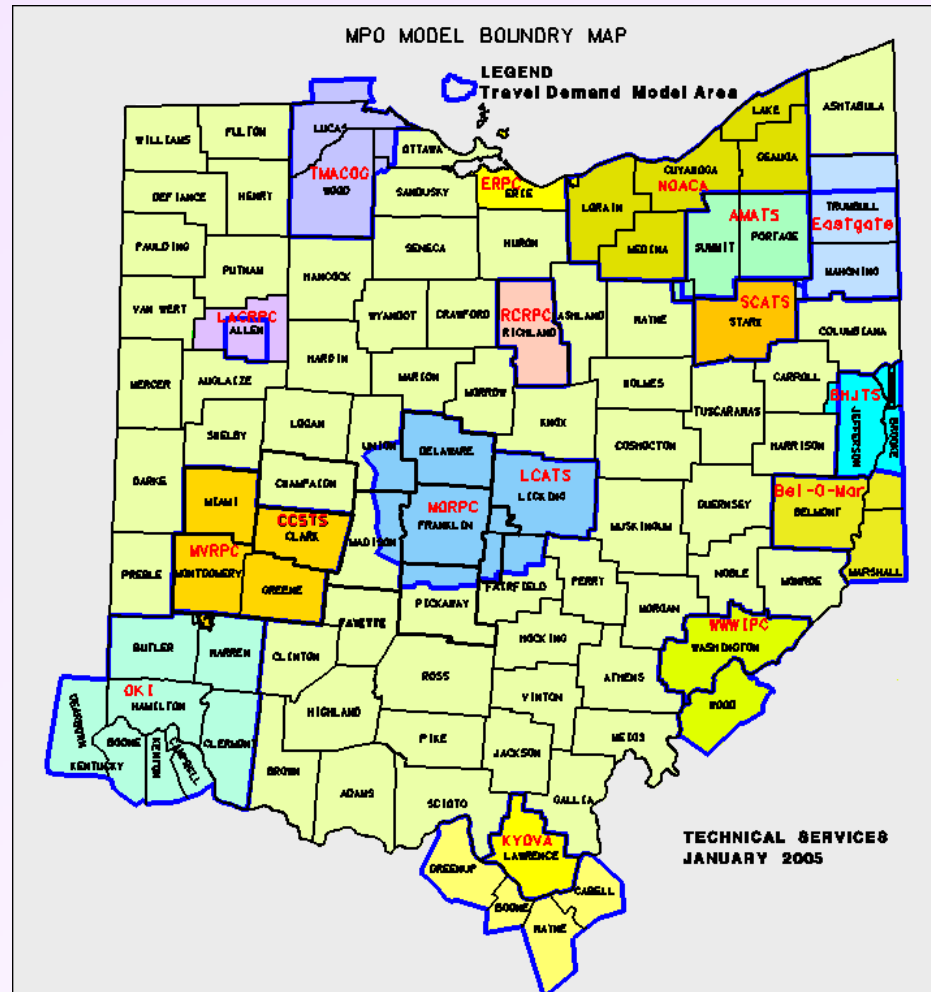 MPO MODEL BOUNDRY MAP
LEGEND
Travel Demand Model Area
WILLIAMS
FULTON
LUCAS
OTTAWA
LAKE
ASHTABULA
GEAUGA
CUYAHOGA
NOACA
DEFIANCE
HENRY
TMACOG
WOOD
SANDUSKY
ERPC
ERIE
LORAIN
TRUMBULL
Eastgate
AMATS
PAULDING
SENECA
HURON
MEDINA
SUMMIT
PORTAGE
MAHONING
PUTNAM
HANCOCK
VAN WERT
LACRPC
ALLEN
WYANDOT
CRAWFORD
RCRPC
RICHLAND
ASHLAND
WAYNE
SCATS
STARK
COLUMBIANA
HARDIN
MERCER
AUGLAIZE
MARION
MORROW
HOLMES
CARROLL
BHJTS
JEFFERSON
BROOKE
TUSCARAWAS
LOGAN
KNOX
SHELBY
UNION
DELAWARE
COSHOCTON
HARRISON
DARKE
CHAMPAIGN
LCATS
LICKING
MIAMI
MORPC
FRANKLIN
GUERNSEY
Bel-O-Mar
BELMONT
CCSTS
CLARK
MADISON
MUSKINGUM
MVRPC
MONTGOMERY
PREBLE
GREENE
FAIRFIELD
PERRY
NOBLE
MONROE
MARSHALL
PICKAWAY
MORGAN
FAYETTE
HOCKING
WWWIPC
WASHINGTON
BUTLER
WARREN
CLINTON
ROSS
ATHENS
OKI
HAMILTON
VINTON
WOOD
DEARBORN
HIGHLAND
BOONE
KENTON
CAMPBELL
CLERMON
KENTUCKY
PIKE
JACKSON
MEIGS
BROWN
ADAMS
SCIOTO
GALLIA
KYOVA
LAWRENCE
GREENUP
CABELL
BOONE
WAYNE
TECHNICAL SERVICES
JANUARY 2005